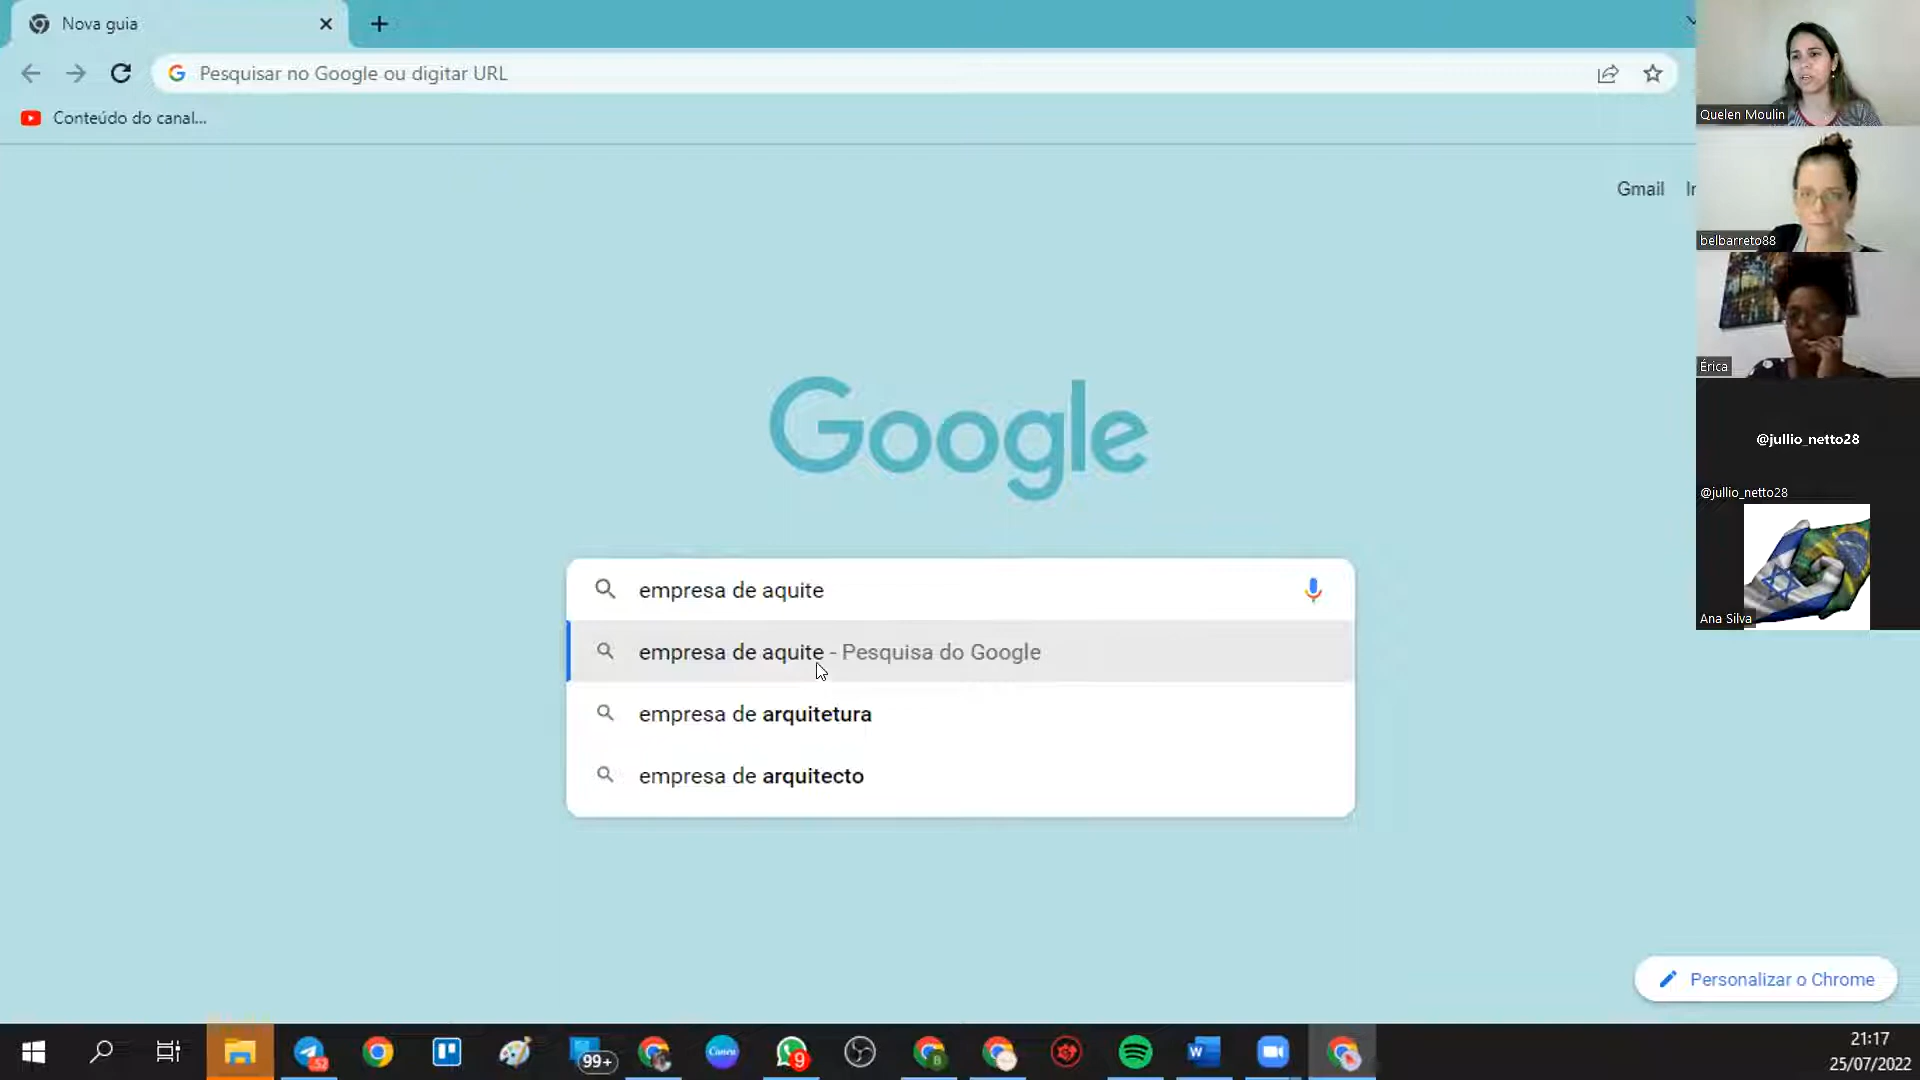 Nova guia
Pesquisar no Google ou digitar URL
Conteúdo do canal...
Gmail
Google
empresa de aquite
empresa de aquite - Pesquisa do Google
empresa de arquitetura
empresa de arquitecto
Personalizar o Chrome
Quelen Moulin
belbarreto88
Érica
@jullio_netto28
@jullio_netto28
Ana Silva
99+
Canva
9
B
W
21:17
25/07/2022